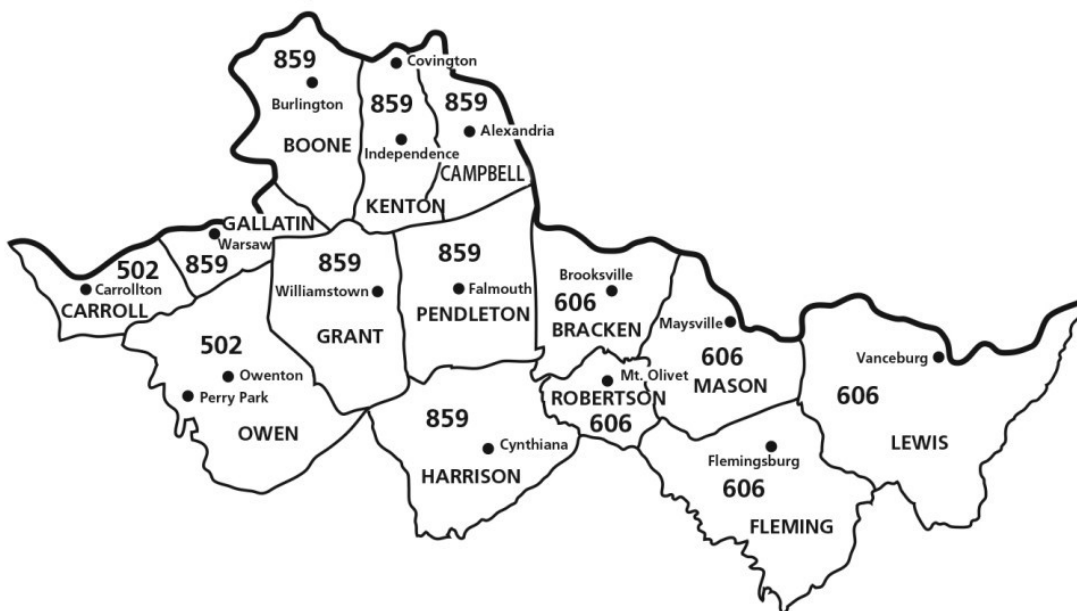 859
Burlington
BOONE
Covington
859
Independence
KENTON
859
Alexandria
CAMPBELL
GALLATIN
Warsaw
859
502
Carrollton
CARROLL
859
Williamstown
GRANT
859
Falmouth
PENDLETON
502
Owenton
Perry Park
OWEN
859
Cynthiana
HARRISON
Brooksville
606
BRACKEN
Mt. Olivet
ROBERTSON
606
Maysville
606
MASON
Vanceburg
606
LEWIS
Flemingsburg
606
FLEMING